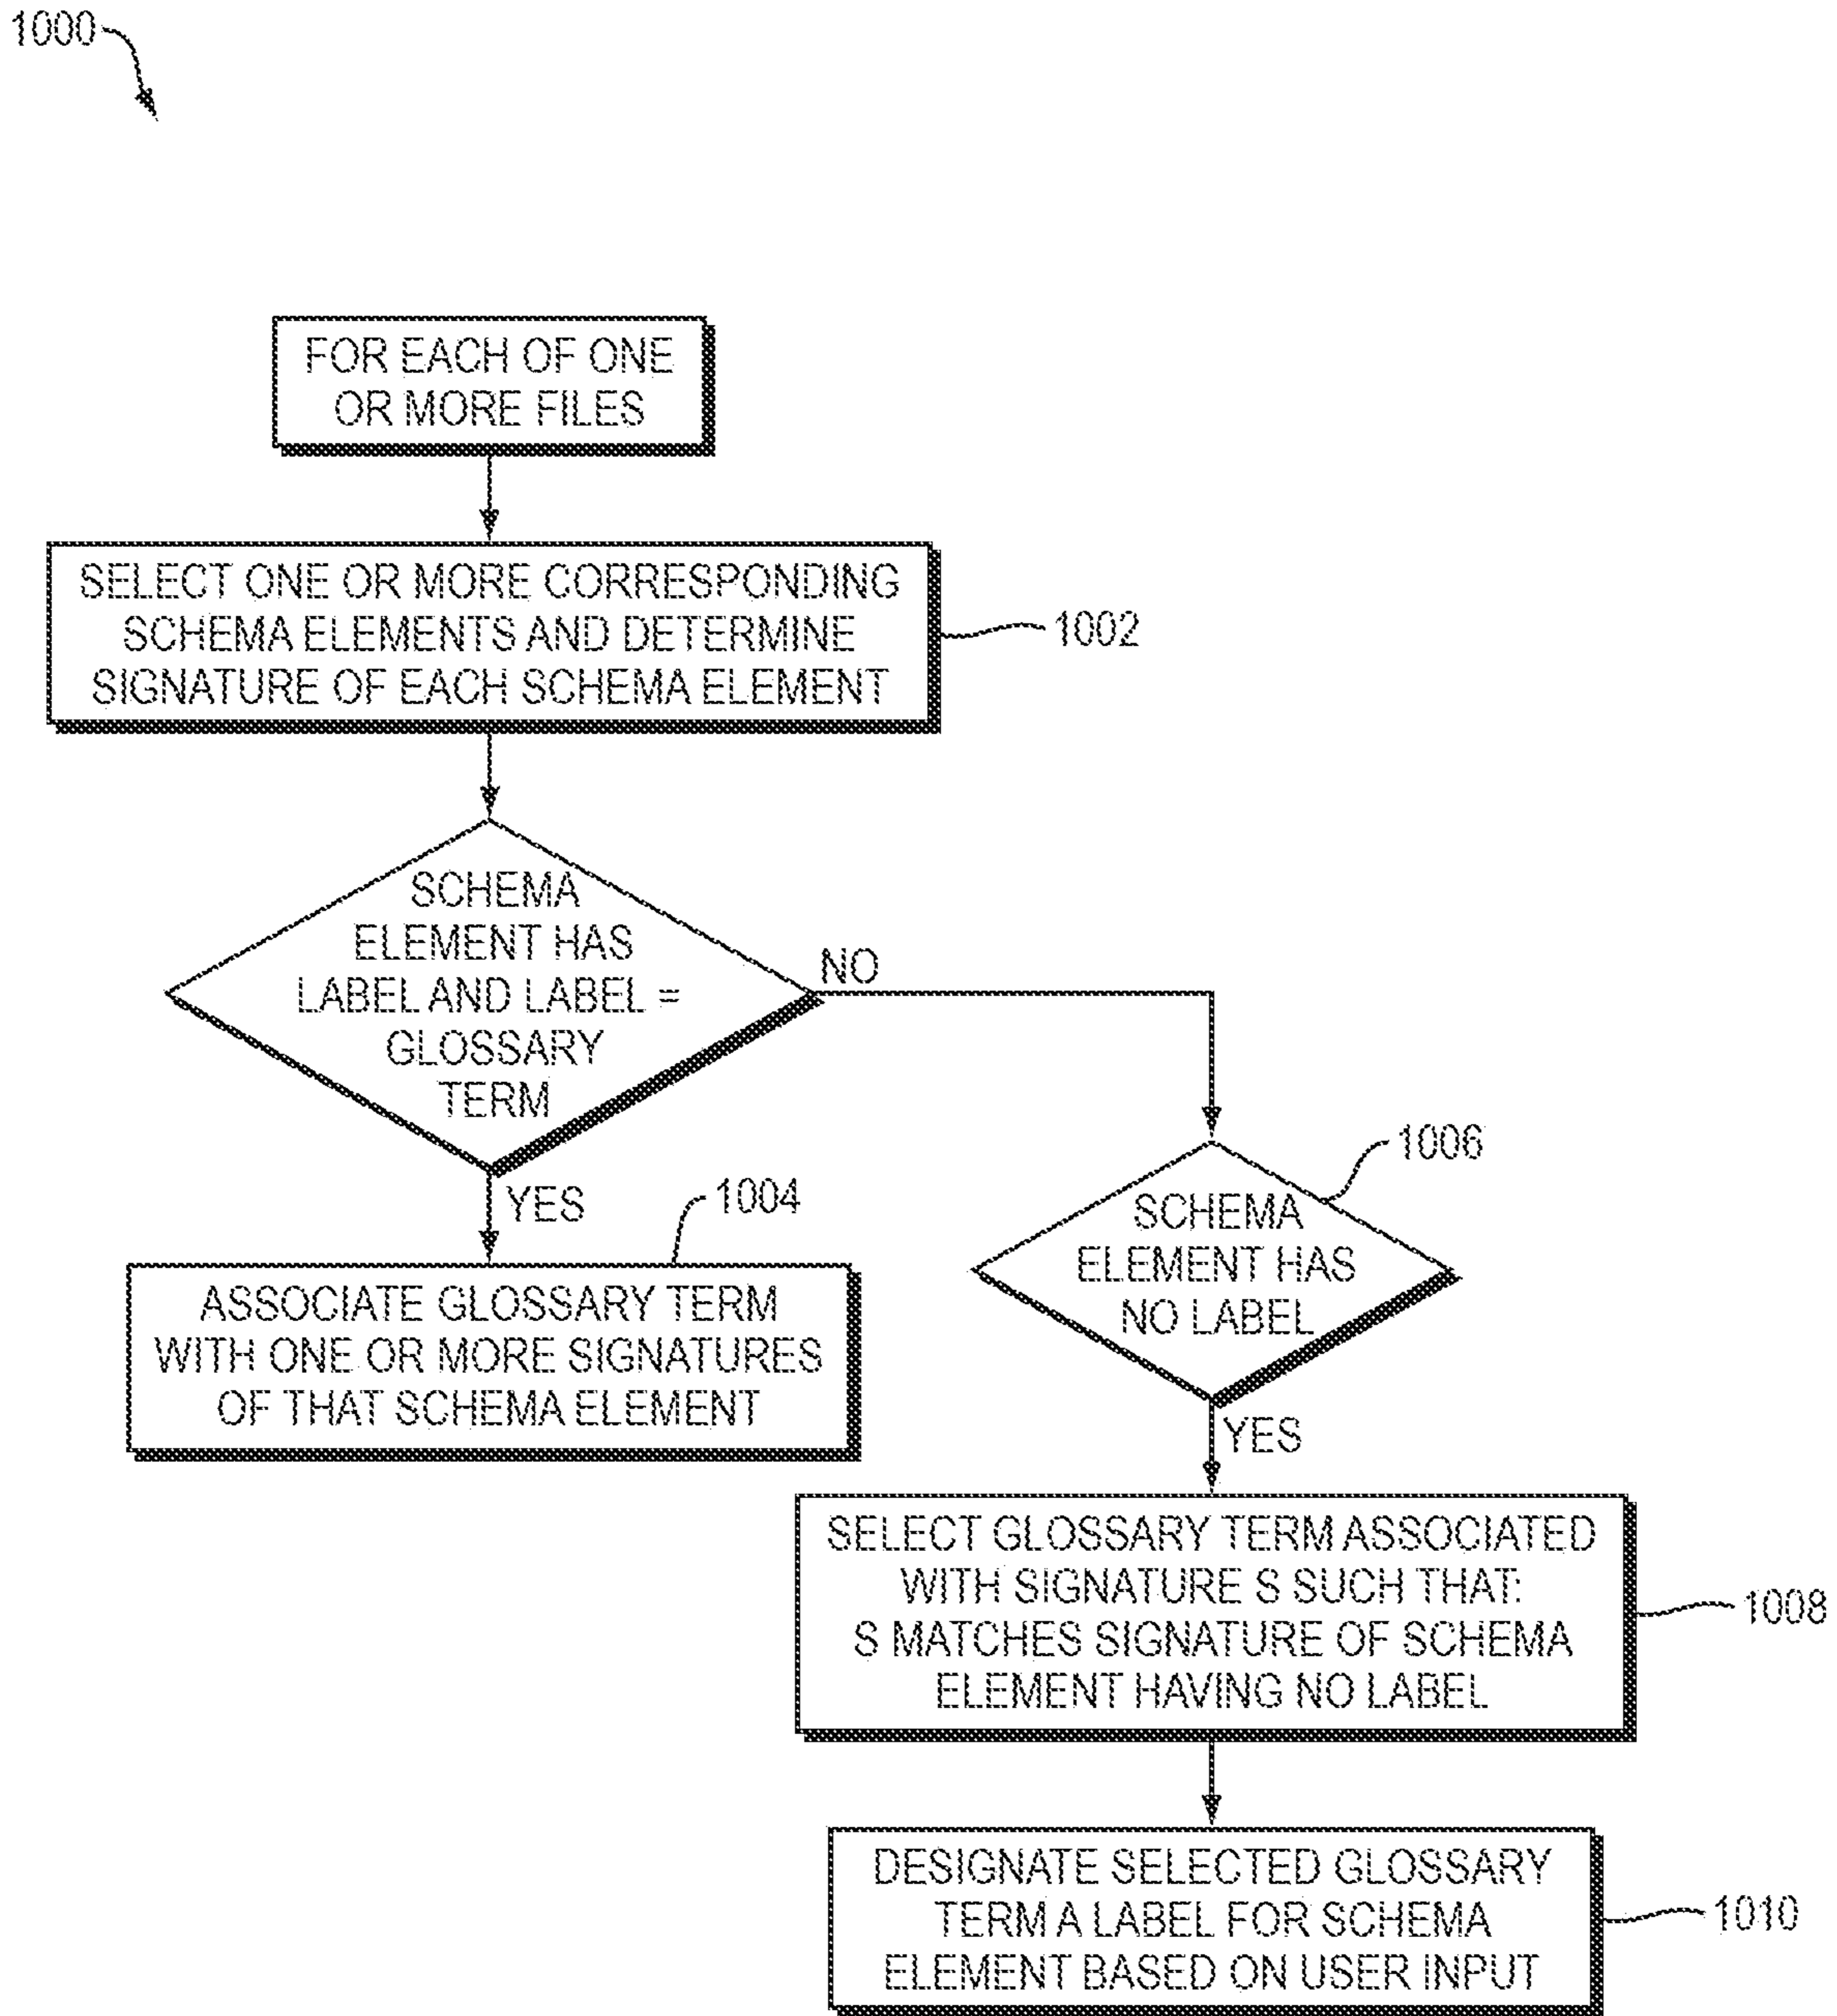 1000
FOR EACH OF ONE
OR MORE FILES
SELECT ONE OR MORE CORRESPONDING
SCHEMA ELEMENTS AND DETERMINE
SIGNATURE OF EACH SCHEMA ELEMENT
1002
SCHEMA
ELEMENT HAS
LABEL AND LABEL =
GLOSSARY
TERM
NO
YES
1004
ASSOCIATE GLOSSARY TERM
WITH ONE OR MORE SIGNATURES
OF THAT SCHEMA ELEMENT
1006
SCHEMA
ELEMENT HAS
NO LABEL
YES
SELECT GLOSSARY TERM ASSOCIATED
WITH SIGNATURE S SUCH THAT:
S MATCHES SIGNATURE OF SCHEMA
ELEMENT HAVING NO LABEL
1008
DESIGNATE SELECTED GLOSSARY
TERM A LABEL FOR SCHEMA
ELEMENT BASED ON USER INPUT
1010